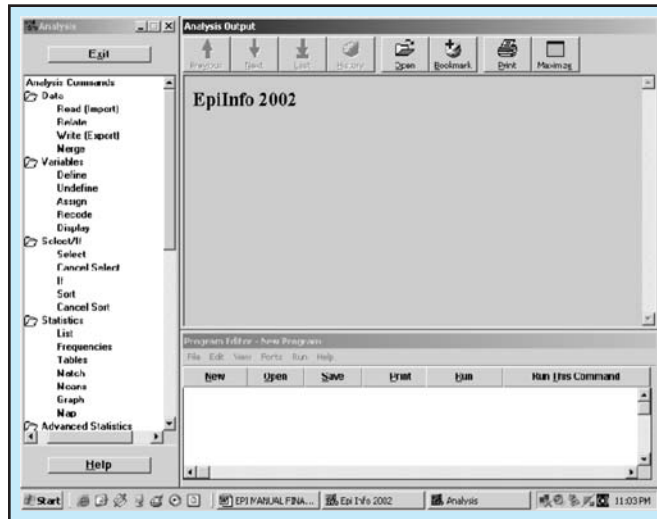 Analysis
Exit
Analysis Commands
Data
Read (Import)
Relate
Write (Export)
Merge
Variables
Define
Undefine
Assign
Recode
Display
Select/If
Select
Cancel Select
If
Sort
Cancel Sort
Statistics
List
Frequencies
Tables
Match
Means
Graph
Map
Advanced Statistics
Help
Analysis Output
Previous Next Last History Open Bookmark Print Maximize
EpiInfo 2002
Program Editor - New Program
File Edit View Fonts Run Help
New Open Save Print Run Run This Command
Start EPI MANUAL FINA... Epi Info 2002 Analysis 11:03 PM